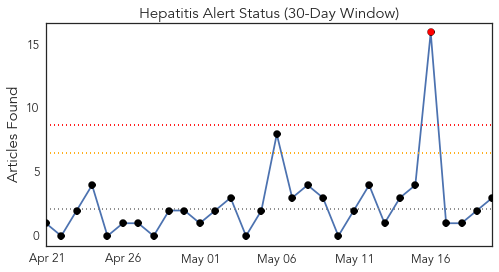 Hepatitis Alert Status (30-Day Window)
Articles Found
15
10
5
0
Apr 21 Apr 26 May 01 May 06 May 11 May 16